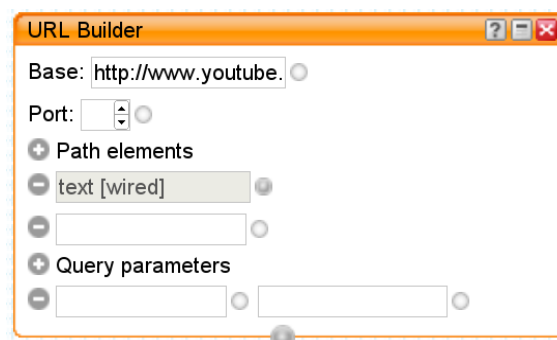 URL Builder
Base: http://www.youtube.
Port:
Path elements
text [wired]
Query parameters